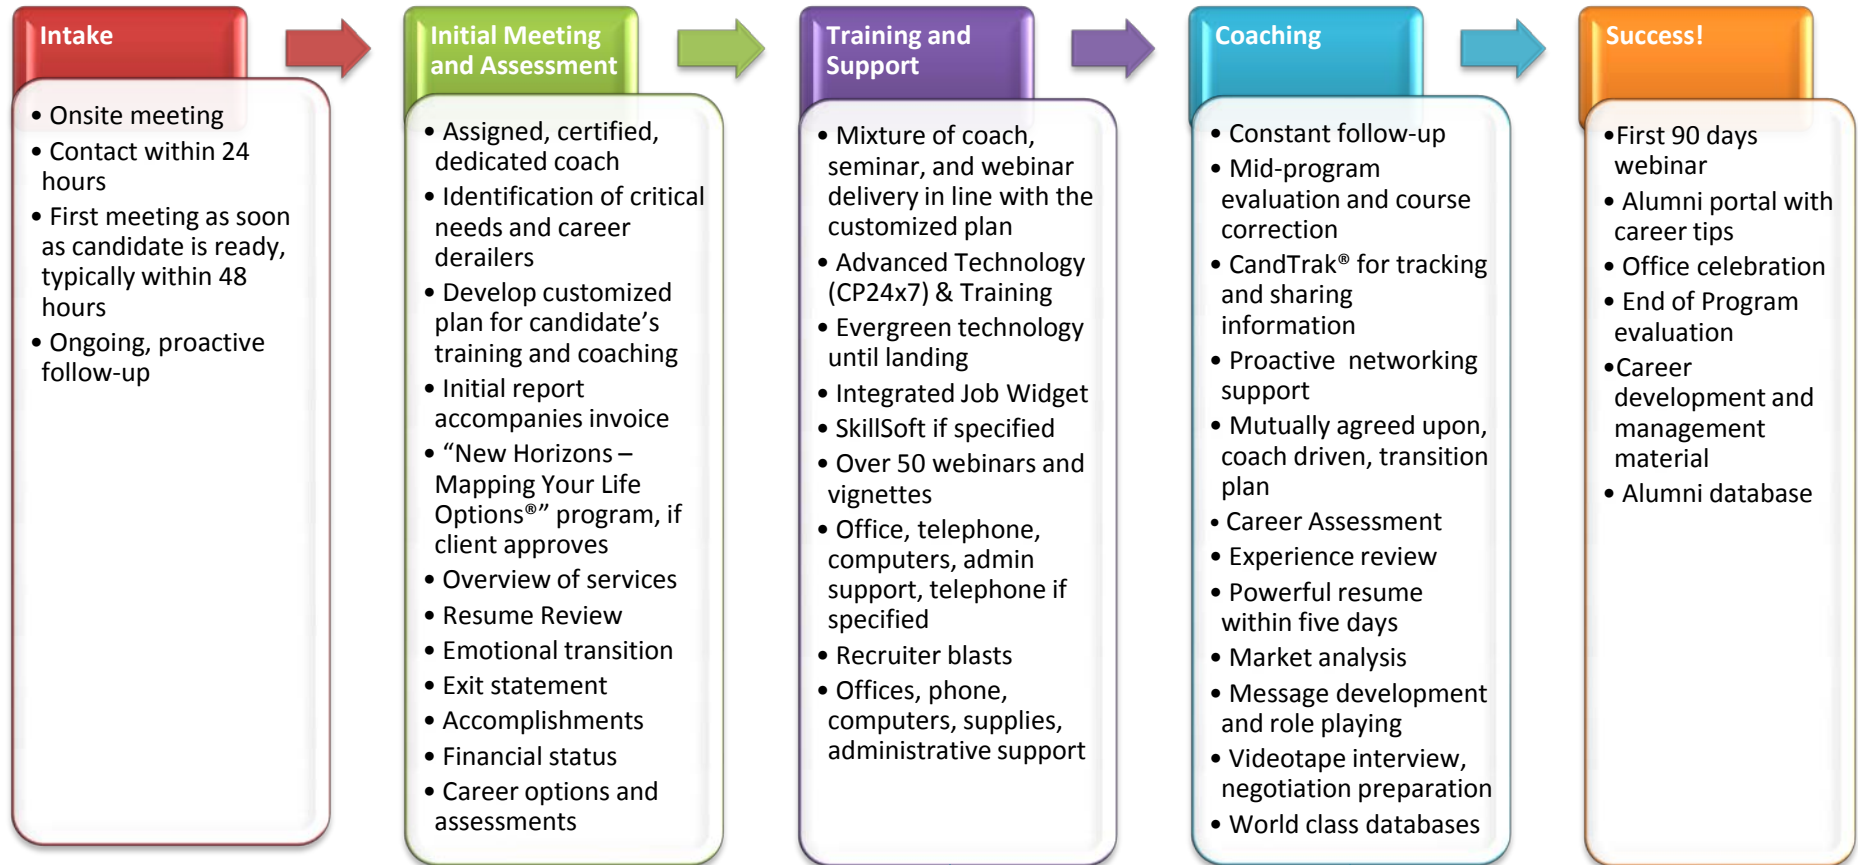 Intake
• Onsite meeting
• Contact within 24
hours
• First meeting as soon
as candidate is ready,
typically within 48
hours
• Ongoing, proactive
follow-up
Initial Meeting
and Assessment
• Assigned, certified,
dedicated coach
• Identification of critical
needs and career
derailers
• Develop customized
plan for candidate’s
training and coaching
• Initial report
accompanies invoice
• “New Horizons –
Mapping Your Life
Options®” program, if
client approves
• Overview of services
• Resume Review
• Emotional transition
• Exit statement
• Accomplishments
• Financial status
• Career options and
assessments
Training and
Support
• Mixture of coach,
seminar, and webinar
delivery in line with the
customized plan
• Advanced Technology
(CP24x7) & Training
• Evergreen technology
until landing
• Integrated Job Widget
• SkillSoft if specified
• Over 50 webinars and
vignettes
• Office, telephone,
computers, admin
support, telephone if
specified
• Recruiter blasts
• Offices, phone,
computers, supplies,
administrative support
Coaching
• Constant follow-up
• Mid-program
evaluation and course
correction
• CandTrak® for tracking
and sharing
information
• Proactive networking
support
• Mutually agreed upon,
coach driven, transition
plan
• Career Assessment
• Experience review
• Powerful resume
within five days
• Market analysis
• Message development
and role playing
• Videotape interview,
negotiation preparation
• World class databases
Success!
•First 90 days
webinar
• Alumni portal with
career tips
• Office celebration
• End of Program
evaluation
•Career
development and
management
material
• Alumni database